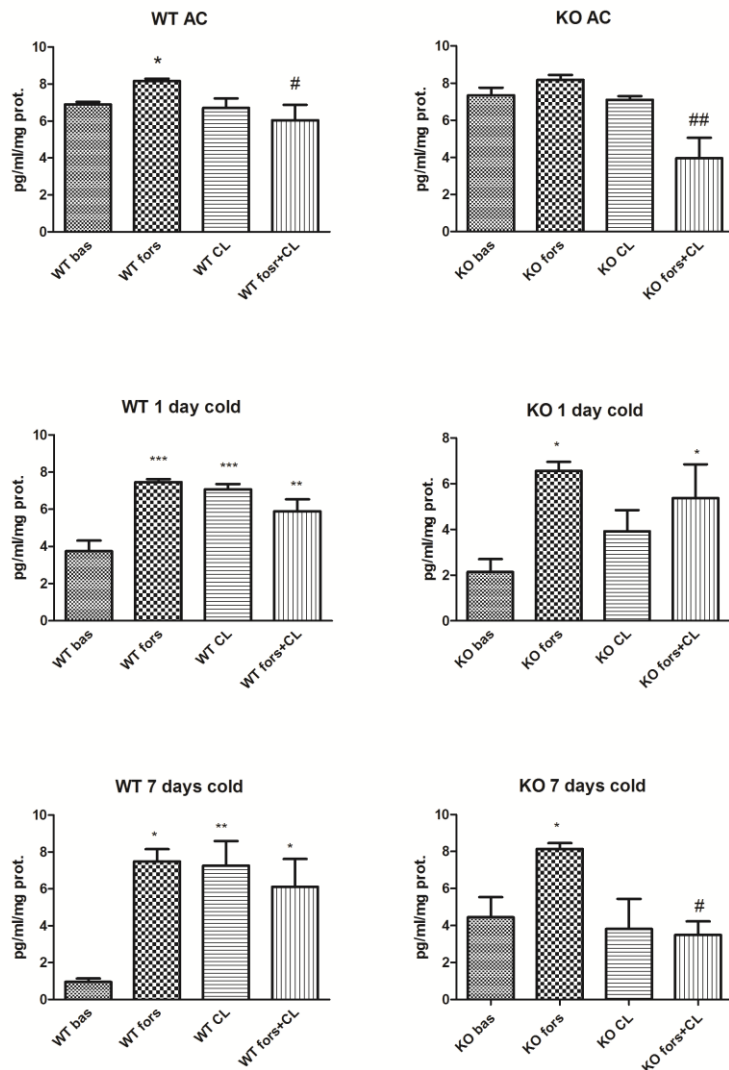 WT AC
pg/ml/mg prot.
10
8
6
4
2
0
*
#
WT bas
WT fors
WT CL
WT fosr+CL
KO AC
pg/ml/mg prot.
10
8
6
4
2
0
##
KO bas
KO fors
KO CL
KO fors+CL
WT 1 day cold
pg/ml/mg prot.
10
8
6
4
2
0
***
***
**
WT bas
WT fors
WT CL
WT fors+CL
KO 1 day cold
pg/ml/mg prot.
8
6
4
2
0
*
*
KO bas
KO fors
KO CL
KO fors+CL
WT 7 days cold
pg/ml/mg prot.
10
8
6
4
2
0
*
**
*
WT bas
WT fors
WT CL
WT fors+CL
KO 7 days cold
pg/ml/mg prot.
10
8
6
4
2
0
*
#
KO bas
KO fors
KO CL
KO fors+CL